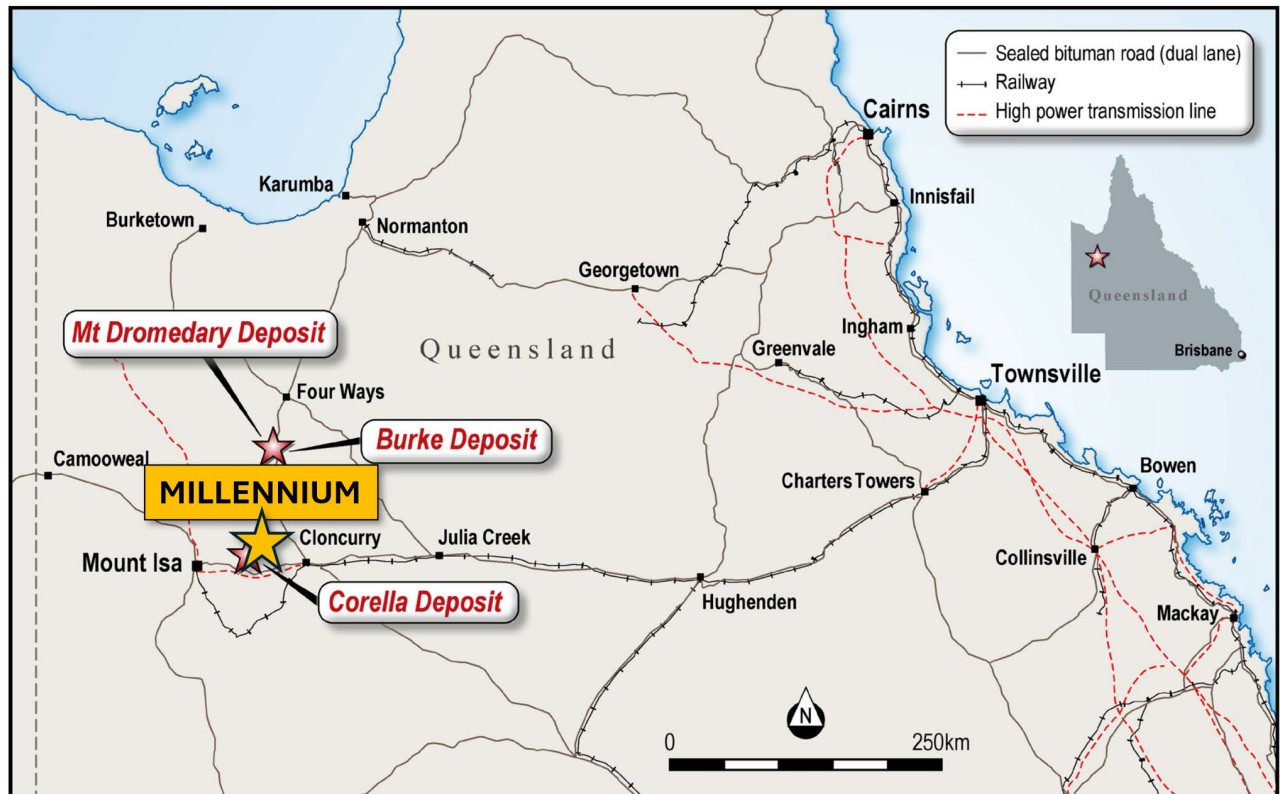 Sealed bituman road (dual lane)
Railway
High power transmission line
Cairns
Karumba
Innisfail
Burketown
Normanton
Georgetown
Queensland
Brisbane
Mt Dromedary Deposit
Queensland
Ingham
Greenvale
Townsville
Four Ways
Burke Deposit
Camooweal
Bowen
MILLENNIUM
Charters Towers
Cloncurry
Julia Creek
Mount Isa
Collinsville
Corella Deposit
Hughenden
Mackay
N
0
250km